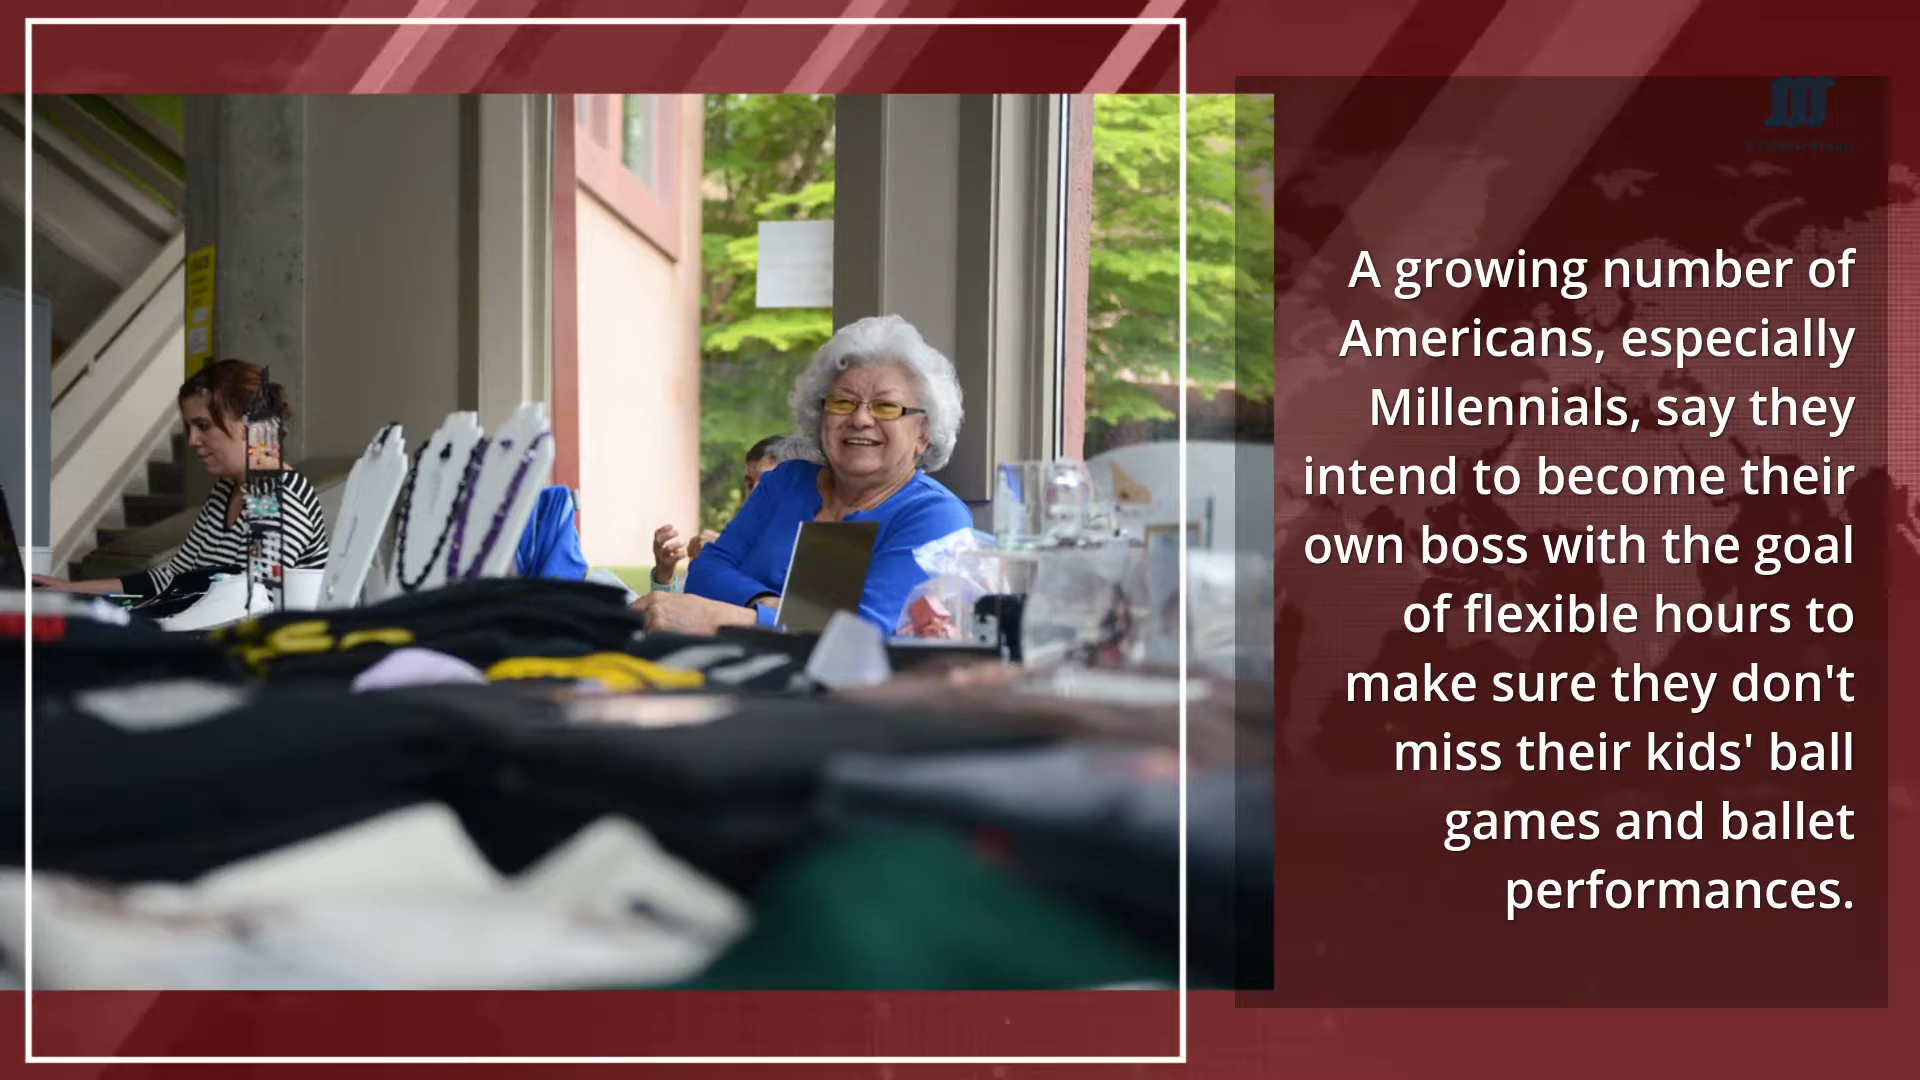 A growing number of
Americans, especially
Millennials, say they
intend to become their
own boss with the goal
of flexible hours to
make sure they don't
miss their kids' ball
games and ballet
performances.